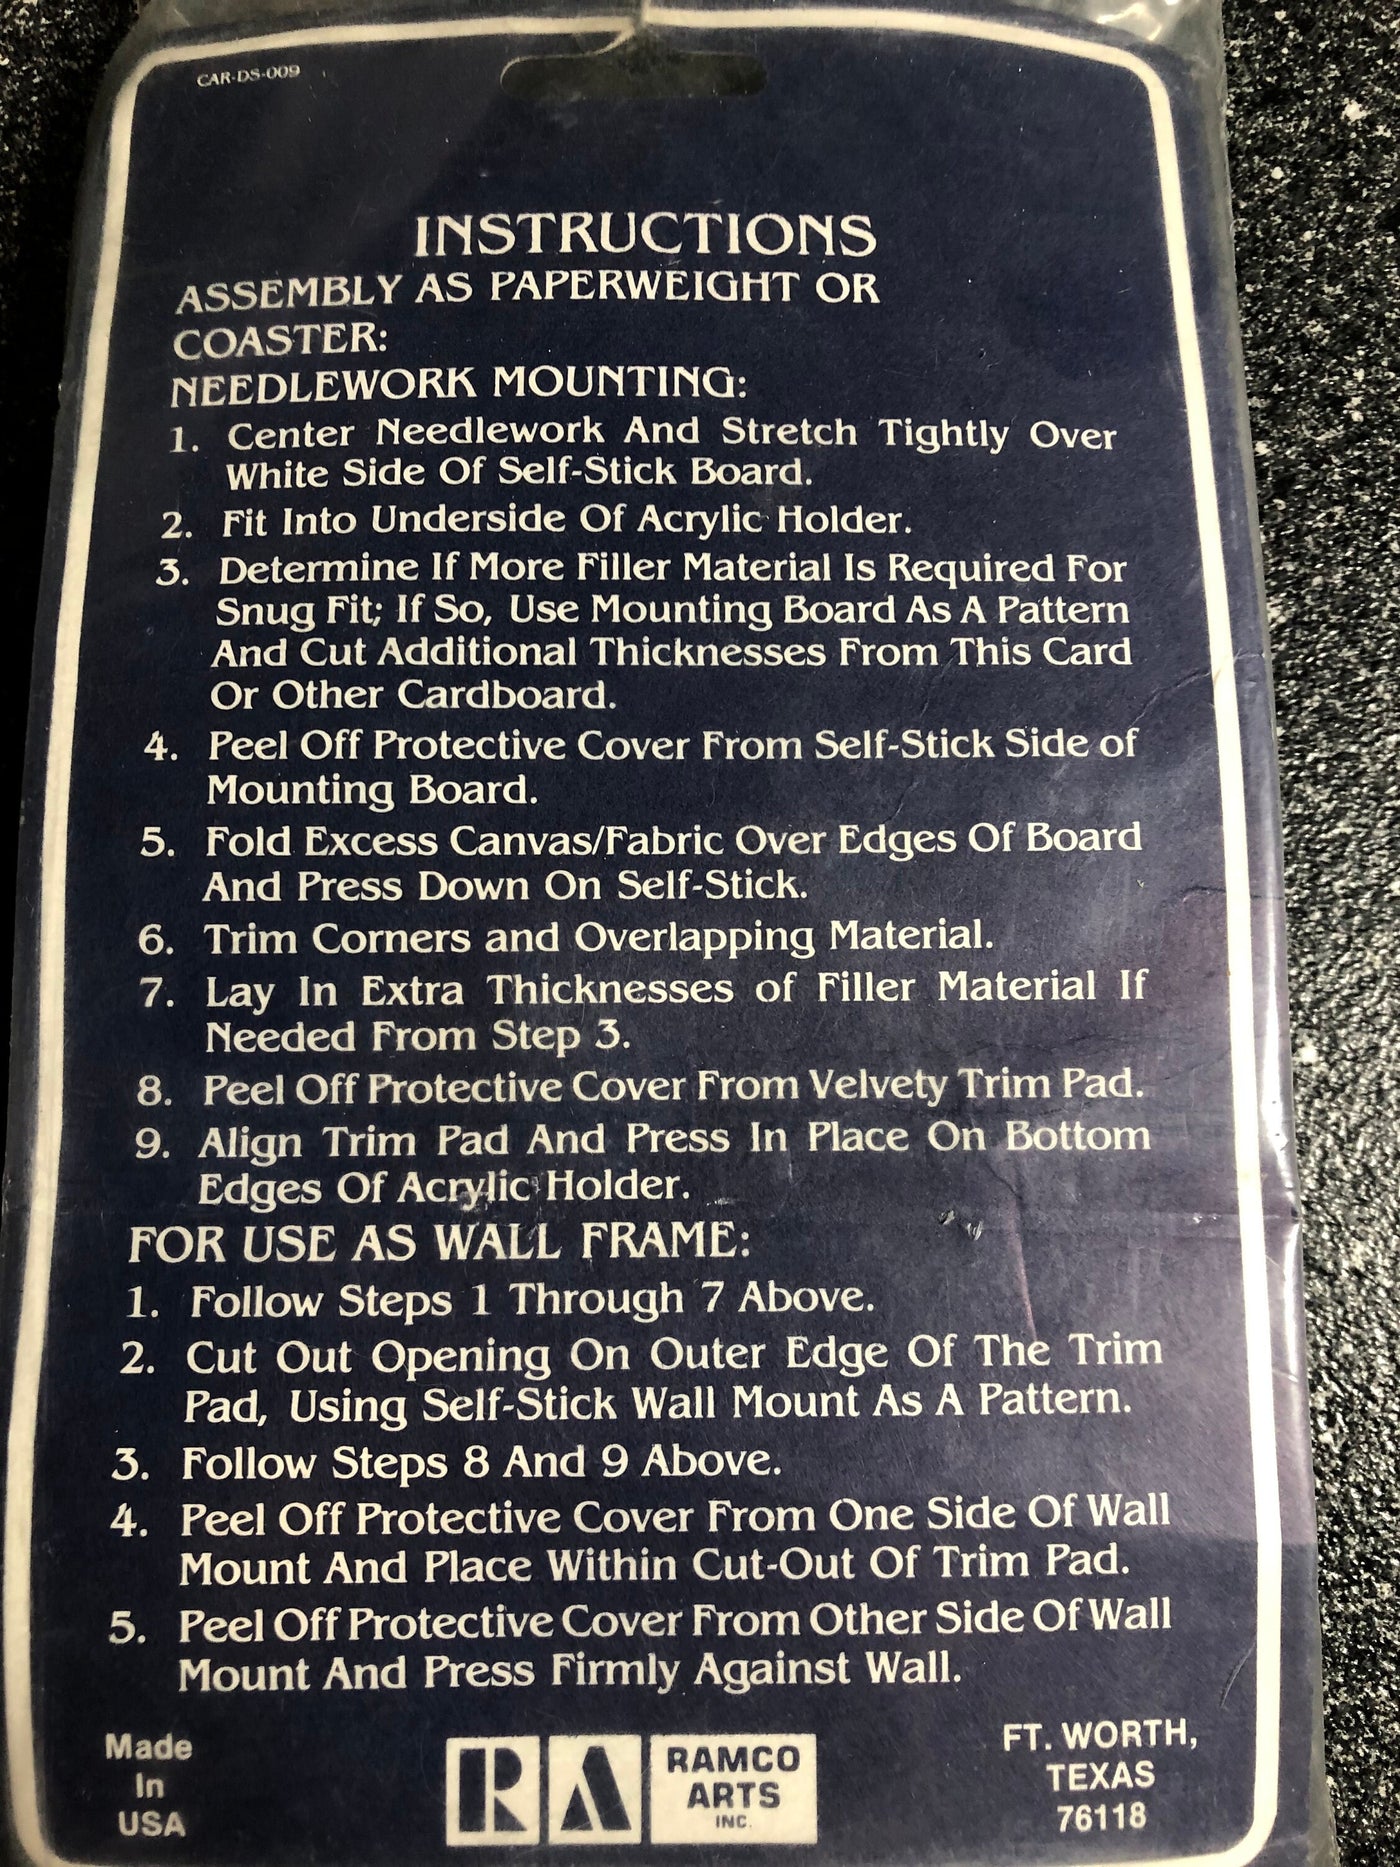 CAR-DS-009
INSTRUCTIONS
ASSEMBLY AS PAPERWEIGHT OR
COASTER:
NEEDLEWORK MOUNTING:
1. Center Needlework And Stretch Tightly Over
White Side Of Self-Stick Board.
2. Fit Into Underside Of Acrylic Holder.
3. Determine If More Filler Material Is Required For
Snug Fit; If So, Use Mounting Board As A Pattern
And Cut Additional Thicknesses From This Card
Or Other Cardboard.
4. Peel Off Protective Cover From Self-Stick Side of
Mounting Board.
5. Fold Excess Canvas/Fabric Over Edges Of Board
And Press Down On Self-Stick.
6. Trim Corners and Overlapping Material.
7. Lay In Extra Thicknesses of Filler Material If
Needed From Step 3.
8. Peel Off Protective Cover From Velvety Trim Pad.
9. Align Trim Pad And Press In Place On Bottom
Edges Of Acrylic Holder.
FOR USE AS WALL FRAME:
1. Follow Steps 1 Through 7 Above.
2. Cut Out Opening On Outer Edge Of The Trim
Pad, Using Self-Stick Wall Mount As A Pattern.
3. Follow Steps 8 And 9 Above.
4. Peel Off Protective Cover From One Side Of Wall
Mount And Place Within Cut-Out Of Trim Pad.
5. Peel Off Protective Cover From Other Side Of Wall
Mount And Press Firmly Against Wall.
Made
In
USA
RA
RAMCO
ARTS
INC.
FT. WORTH,
TEXAS
76118